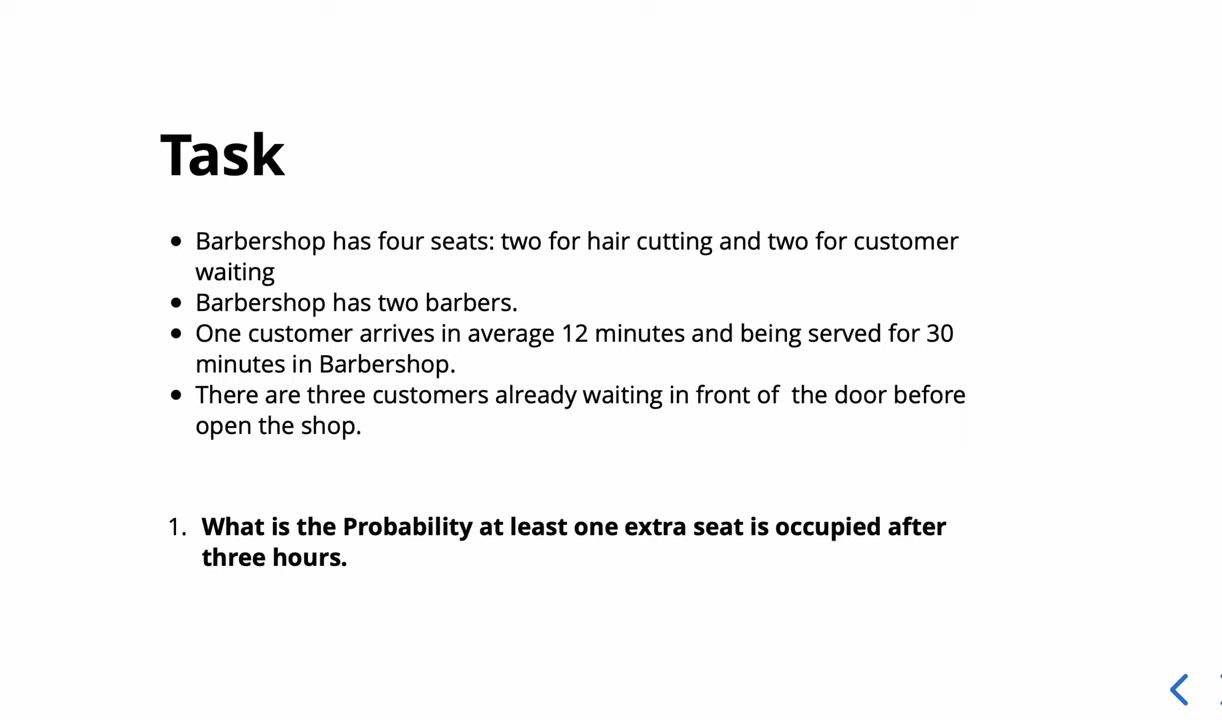 Task
• Barbershop has four seats: two for hair cutting and two for customer
waiting
• Barbershop has two barbers.
• One customer arrives in average 12 minutes and being served for 30
minutes in Barbershop.
• There are three customers already waiting in front of the door before
open the shop.
1. What is the Probability at least one extra seat is occupied after
three hours.